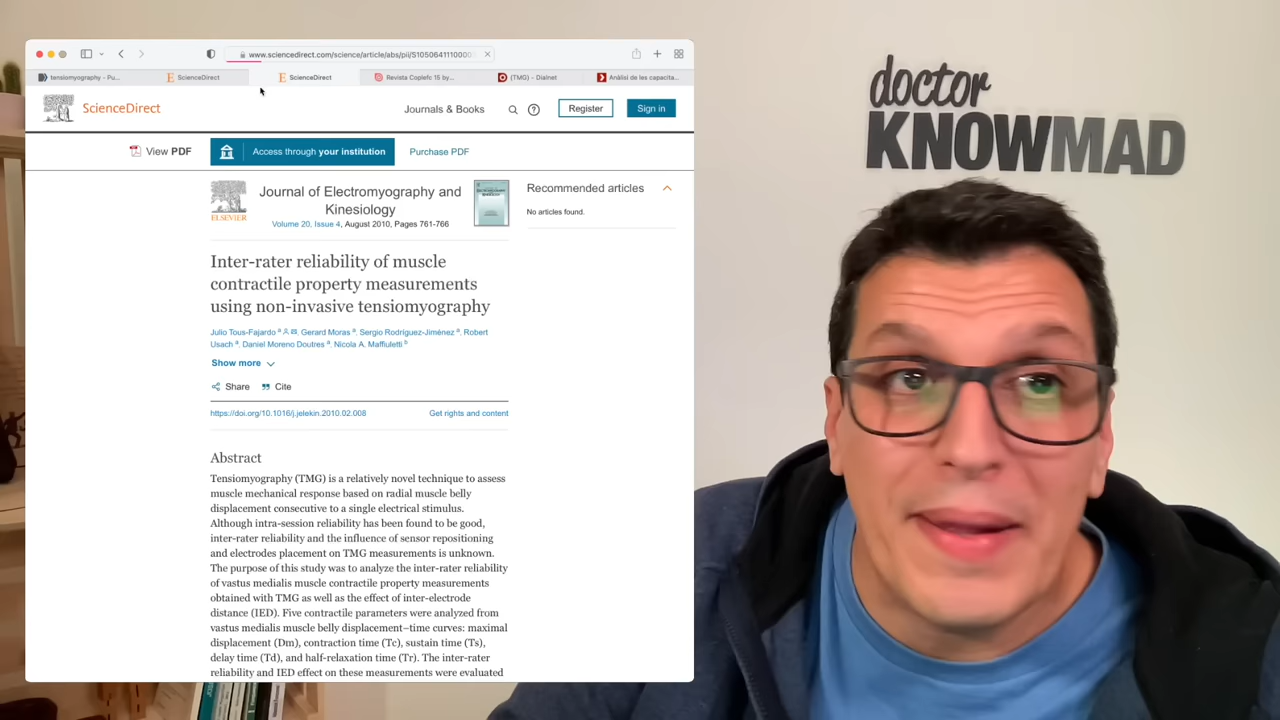 www.sciencedirect.com/science/article/abs/pii/S1050641110000
tensiomyography - Pu...
ScienceDirect
ScienceDirect
Revista Coplefc 15 by...
(TMG) - Dialnet
Anàlisi de les capacita...
ScienceDirect
Journals & Books
Register
Sign in
View PDF
Access through your institution
Purchase PDF
ELSEVIER
Journal of Electromyography and
Kinesiology
Volume 20, Issue 4, August 2010, Pages 761-766
Recommended articles
No articles found.
Inter-rater reliability of muscle
contractile property measurements
using non-invasive tensiomyography
Julio Tous-Fajardo a, Gerard Moras a, Sergio Rodríguez-Jiménez a, Robert
Usach a, Daniel Moreno Doutres a, Nicola A. Maffiuletti b
Show more
Share
Cite
https://doi.org/10.1016/j.jelekin.2010.02.008
Get rights and content
Abstract
Tensiomyography (TMG) is a relatively novel technique to assess
muscle mechanical response based on radial muscle belly
displacement consecutive to a single electrical stimulus.
Although intra-session reliability has been found to be good,
inter-rater reliability and the influence of sensor repositioning
and electrodes placement on TMG measurements is unknown.
The purpose of this study was to analyze the inter-rater reliability
of vastus medialis muscle contractile property measurements
obtained with TMG as well as the effect of inter-electrode
distance (IED). Five contractile parameters were analyzed from
vastus medialis muscle belly displacement–time curves: maximal
displacement (Dm), contraction time (Tc), sustain time (Ts),
delay time (Td), and half-relaxation time (Tr). The inter-rater
reliability and IED effect on these measurements were evaluated
doctor
KNOWMAD